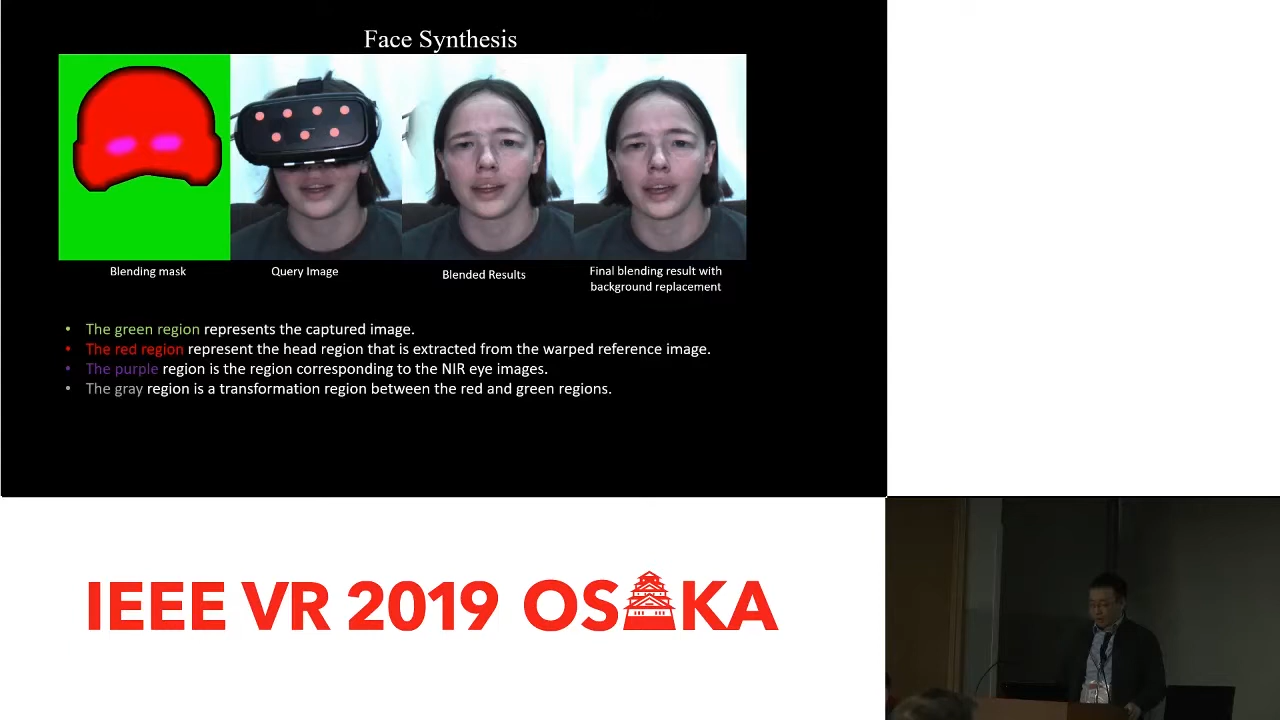 Face Synthesis
Blending mask
Query Image
Blended Results
Final blending result with
background replacement
• The green region represents the captured image.
• The red region represent the head region that is extracted from the warped reference image.
• The purple region is the region corresponding to the NIR eye images.
• The gray region is a transformation region between the red and green regions.
IEEE VR 2019 OSAKA